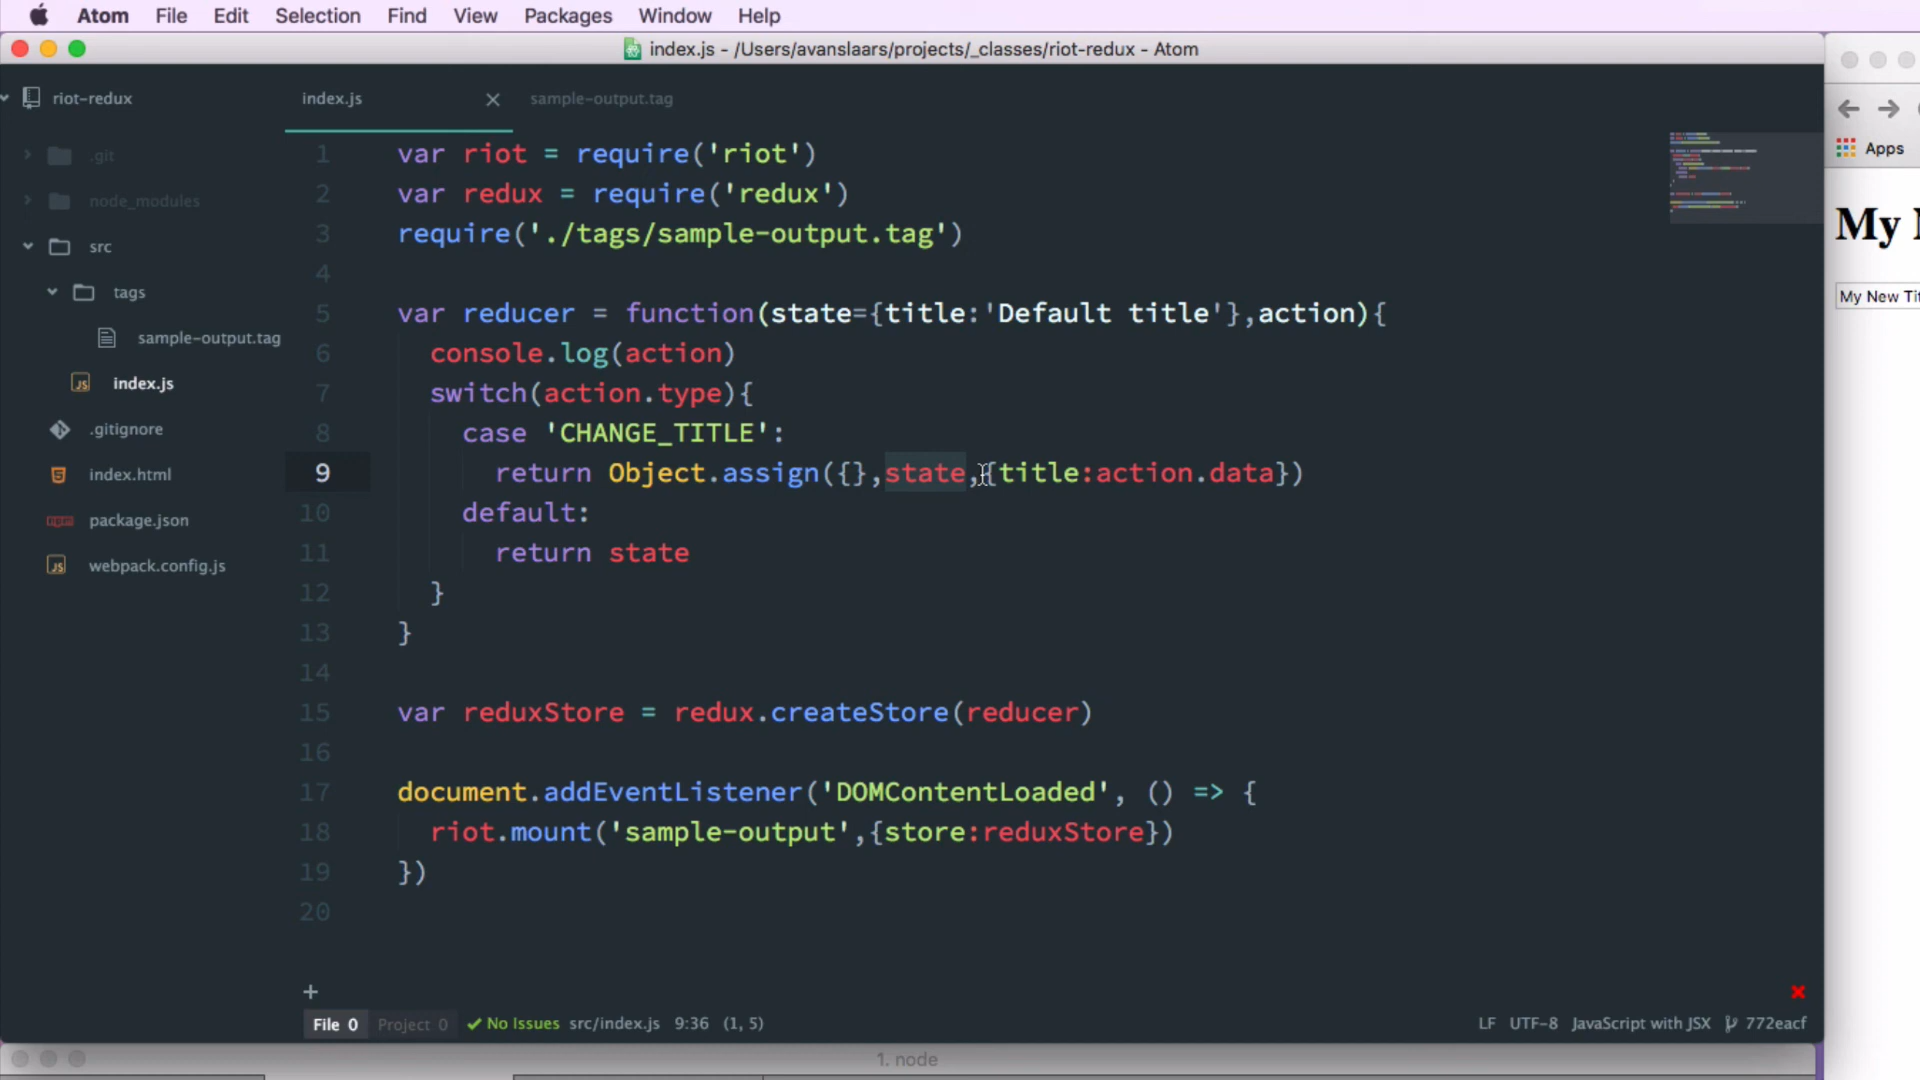 Atom File Edit Selection Find View Packages Window Help
index.js - /Users/avanslaars/projects/_classes/riot-redux - Atom
riot-redux
.git
node_modules
src
tags
sample-output.tag
index.js
.gitignore
index.html
package.json
webpack.config.js
index.js sample-output.tag
1 var riot = require('riot')
2 var redux = require('redux')
3 require('./tags/sample-output.tag')
4
5 var reducer = function(state={title:'Default title'},action){
6 console.log(action)
7 switch(action.type){
8 case 'CHANGE_TITLE':
9 return Object.assign({},state,{title:action.data})
10 default:
11 return state
12 }
13 }
14
15 var reduxStore = redux.createStore(reducer)
16
17 document.addEventListener('DOMContentLoaded', () => {
18 riot.mount('sample-output',{store:reduxStore})
19 })
20
+
File 0 Project 0 No Issues src/index.js 9:36 (1, 5) LF UTF-8 JavaScript with JSX 772eacf
1. node
Apps
My
My New Tit